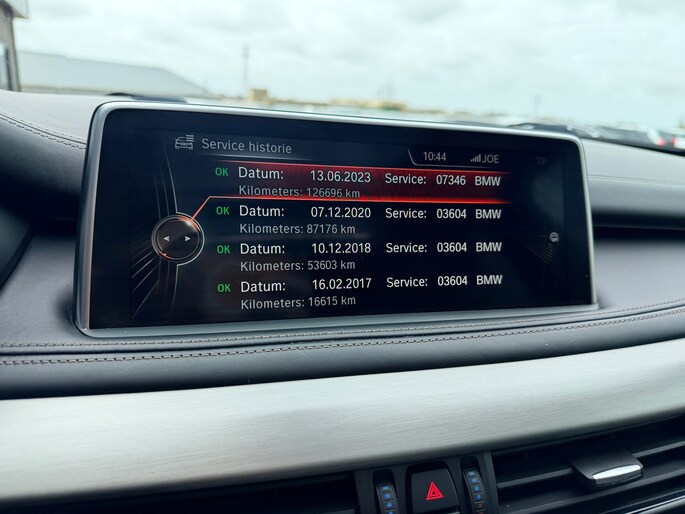 Service historie
10:44 JOE TP
OK Datum: 13.06.2023 Service: 07346 BMW
Kilometers: 126696 km
OK Datum: 07.12.2020 Service: 03604 BMW
Kilometers: 87176 km
OK Datum: 10.12.2018 Service: 03604 BMW
Kilometers: 53603 km
OK Datum: 16.02.2017 Service: 03604 BMW
Kilometers: 16615 km